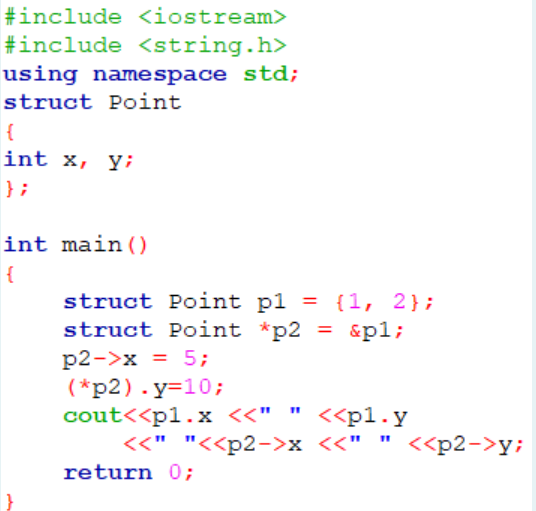 #include <iostream>
#include <string.h>
using namespace std;
struct Point
{
int x, y;
};
int main()
{
struct Point p1 = {1, 2};
struct Point *p2 = &p1;
p2->x = 5;
(*p2).y=10;
cout<<p1.x <<" " <<p1.y
<<" "<<p2->x <<" " <<p2->y;
return 0;
}